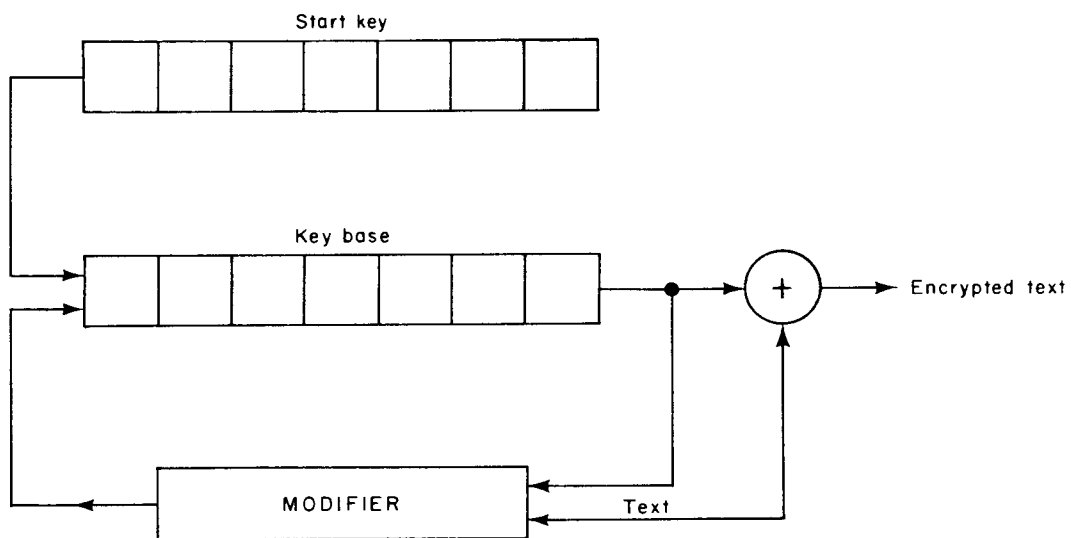 Start key
Key base
+
Encrypted text
MODIFIER
Text